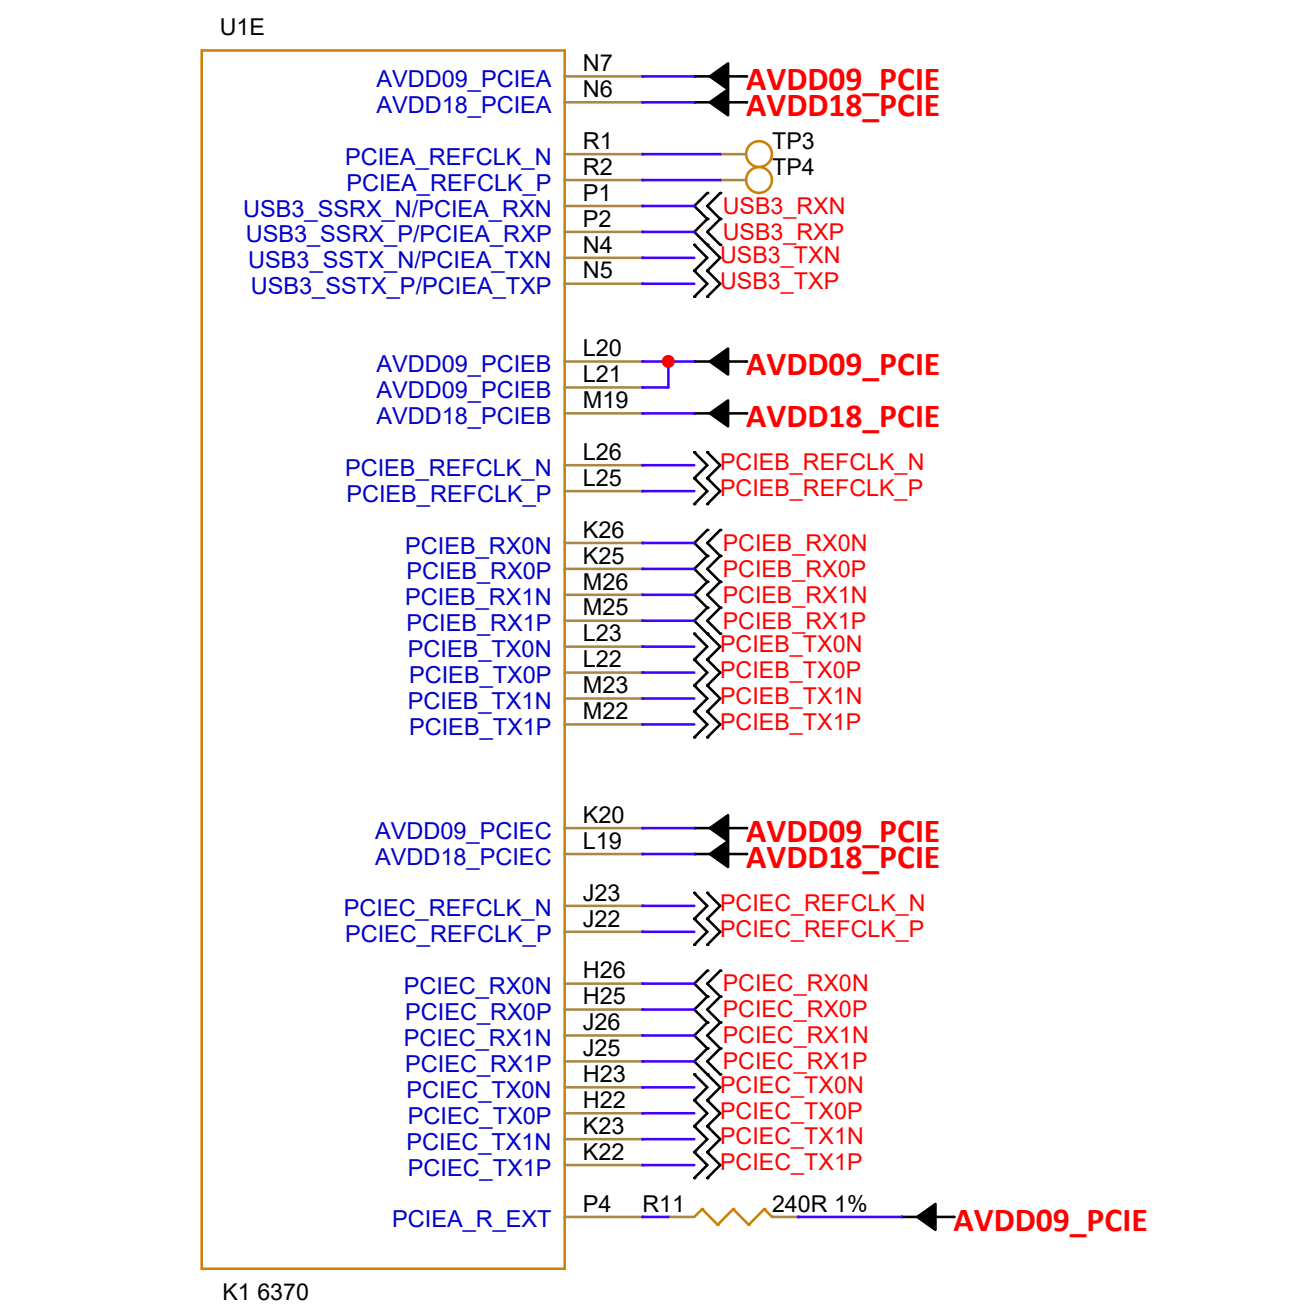 U1E
AVDD09_PCIEA N7 AVDD09_PCIE
AVDD18_PCIEA N6 AVDD18_PCIE
PCIEA_REFCLK_N R1 TP3
PCIEA_REFCLK_P R2 TP4
USB3_SSRX_N/PCIEA_RXN P1 USB3_RXN
USB3_SSRX_P/PCIEA_RXP P2 USB3_RXP
USB3_SSTX_N/PCIEA_TXN N4 USB3_TXN
USB3_SSTX_P/PCIEA_TXP N5 USB3_TXP
AVDD09_PCIEB L20 AVDD09_PCIE
AVDD09_PCIEB L21
AVDD18_PCIEB M19 AVDD18_PCIE
PCIEB_REFCLK_N L26 PCIEB_REFCLK_N
PCIEB_REFCLK_P L25 PCIEB_REFCLK_P
PCIEB_RX0N K26 PCIEB_RX0N
PCIEB_RX0P K25 PCIEB_RX0P
PCIEB_RX1N M26 PCIEB_RX1N
PCIEB_RX1P M25 PCIEB_RX1P
PCIEB_TX0N L23 PCIEB_TX0N
PCIEB_TX0P L22 PCIEB_TX0P
PCIEB_TX1N M23 PCIEB_TX1N
PCIEB_TX1P M22 PCIEB_TX1P
AVDD09_PCIEC K20 AVDD09_PCIE
AVDD18_PCIEC L19 AVDD18_PCIE
PCIEC_REFCLK_N J23 PCIEC_REFCLK_N
PCIEC_REFCLK_P J22 PCIEC_REFCLK_P
PCIEC_RX0N H26 PCIEC_RX0N
PCIEC_RX0P H25 PCIEC_RX0P
PCIEC_RX1N J26 PCIEC_RX1N
PCIEC_RX1P J25 PCIEC_RX1P
PCIEC_TX0N H23 PCIEC_TX0N
PCIEC_TX0P H22 PCIEC_TX0P
PCIEC_TX1N K23 PCIEC_TX1N
PCIEC_TX1P K22 PCIEC_TX1P
PCIEA_R_EXT P4 R11 240R 1% AVDD09_PCIE
K1 6370